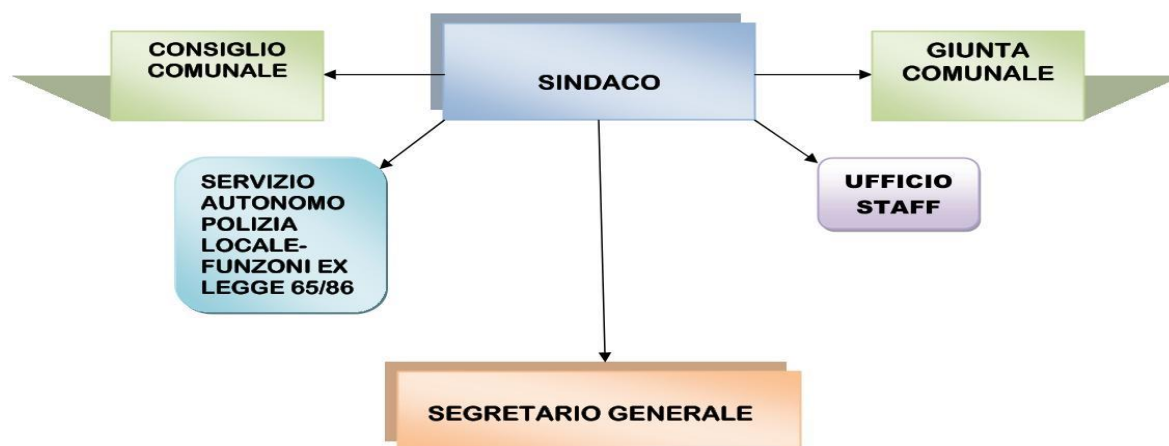 CONSIGLIO
COMUNALE
SINDACO
GIUNTA
COMUNALE
SERVIZIO
AUTONOMO
POLIZIA
LOCALE-
FUNZONI EX
LEGGE 65/86
UFFICIO
STAFF
SEGRETARIO GENERALE